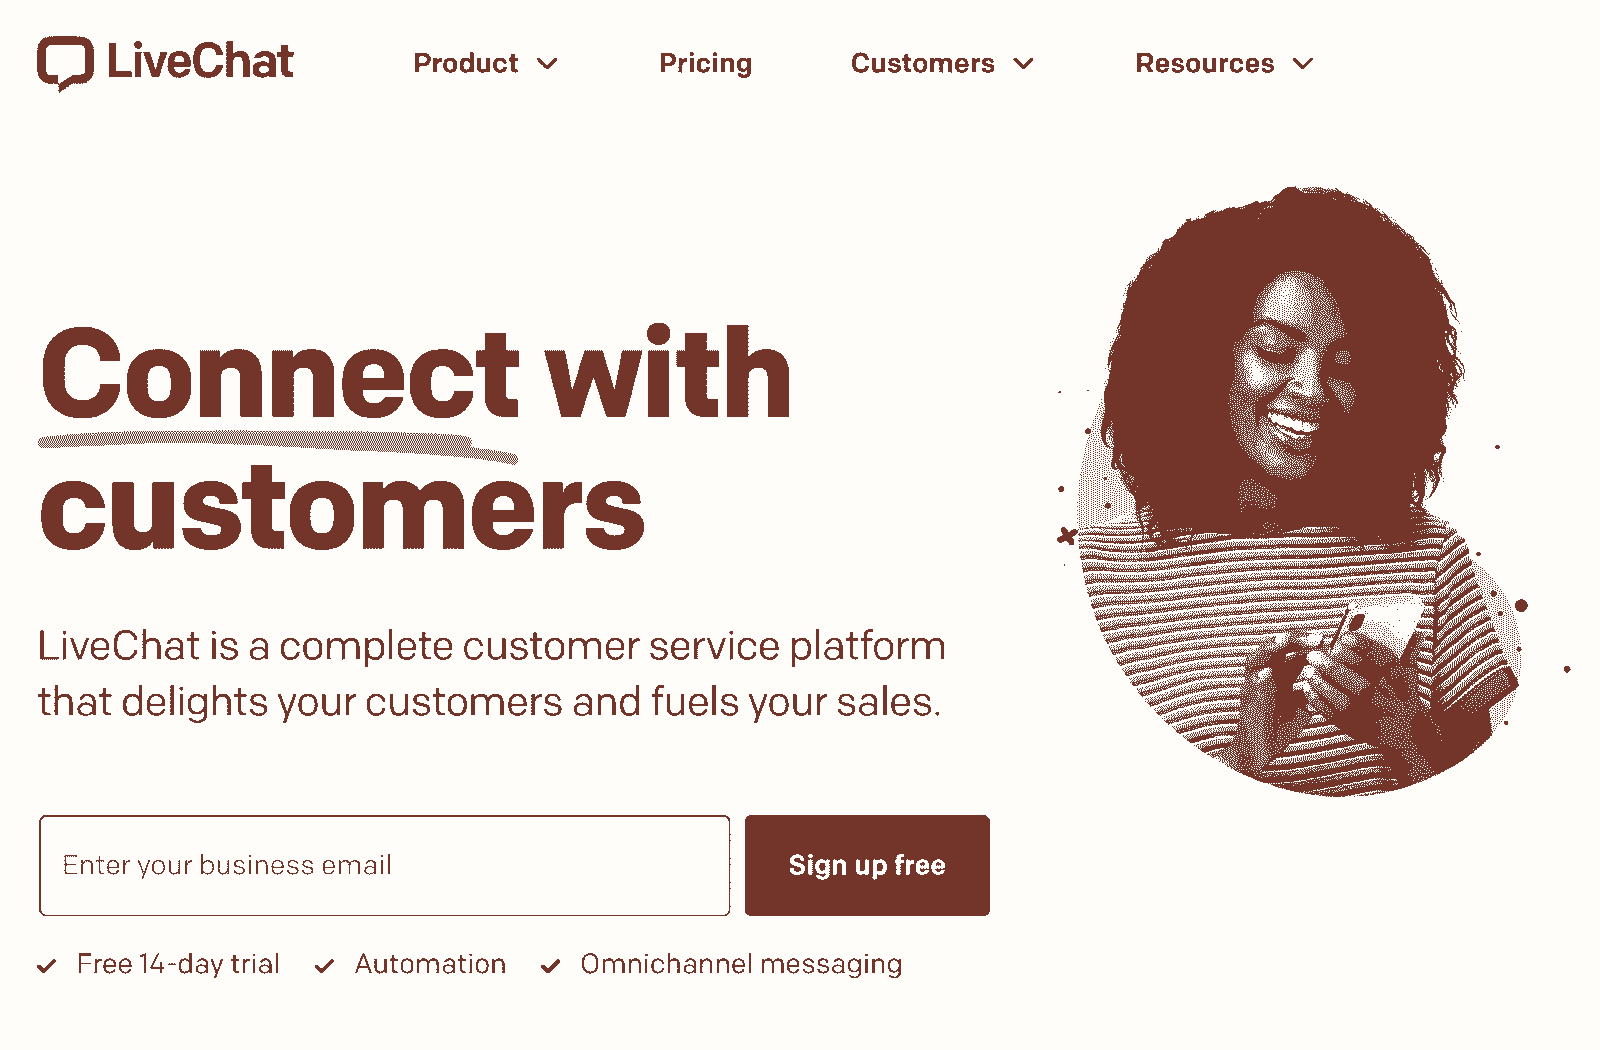 LiveChat
Product
Pricing
Customers
Resources
Connect with
customers
LiveChat is a complete customer service platform
that delights your customers and fuels your sales.
Enter your business email
Sign up free
Free 14-day trial
Automation
Omnichannel messaging